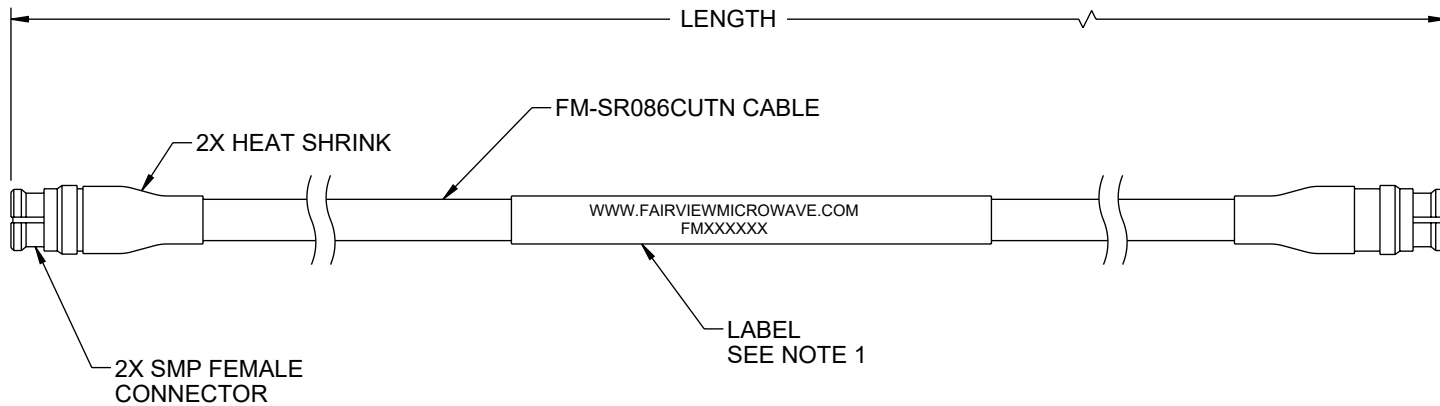 LENGTH
FM-SR086CUTN CABLE
2X HEAT SHRINK
WWW.FAIRVIEWMICROWAVE.COM
FMXXXXXX
LABEL
SEE NOTE 1
2X SMP FEMALE
CONNECTOR